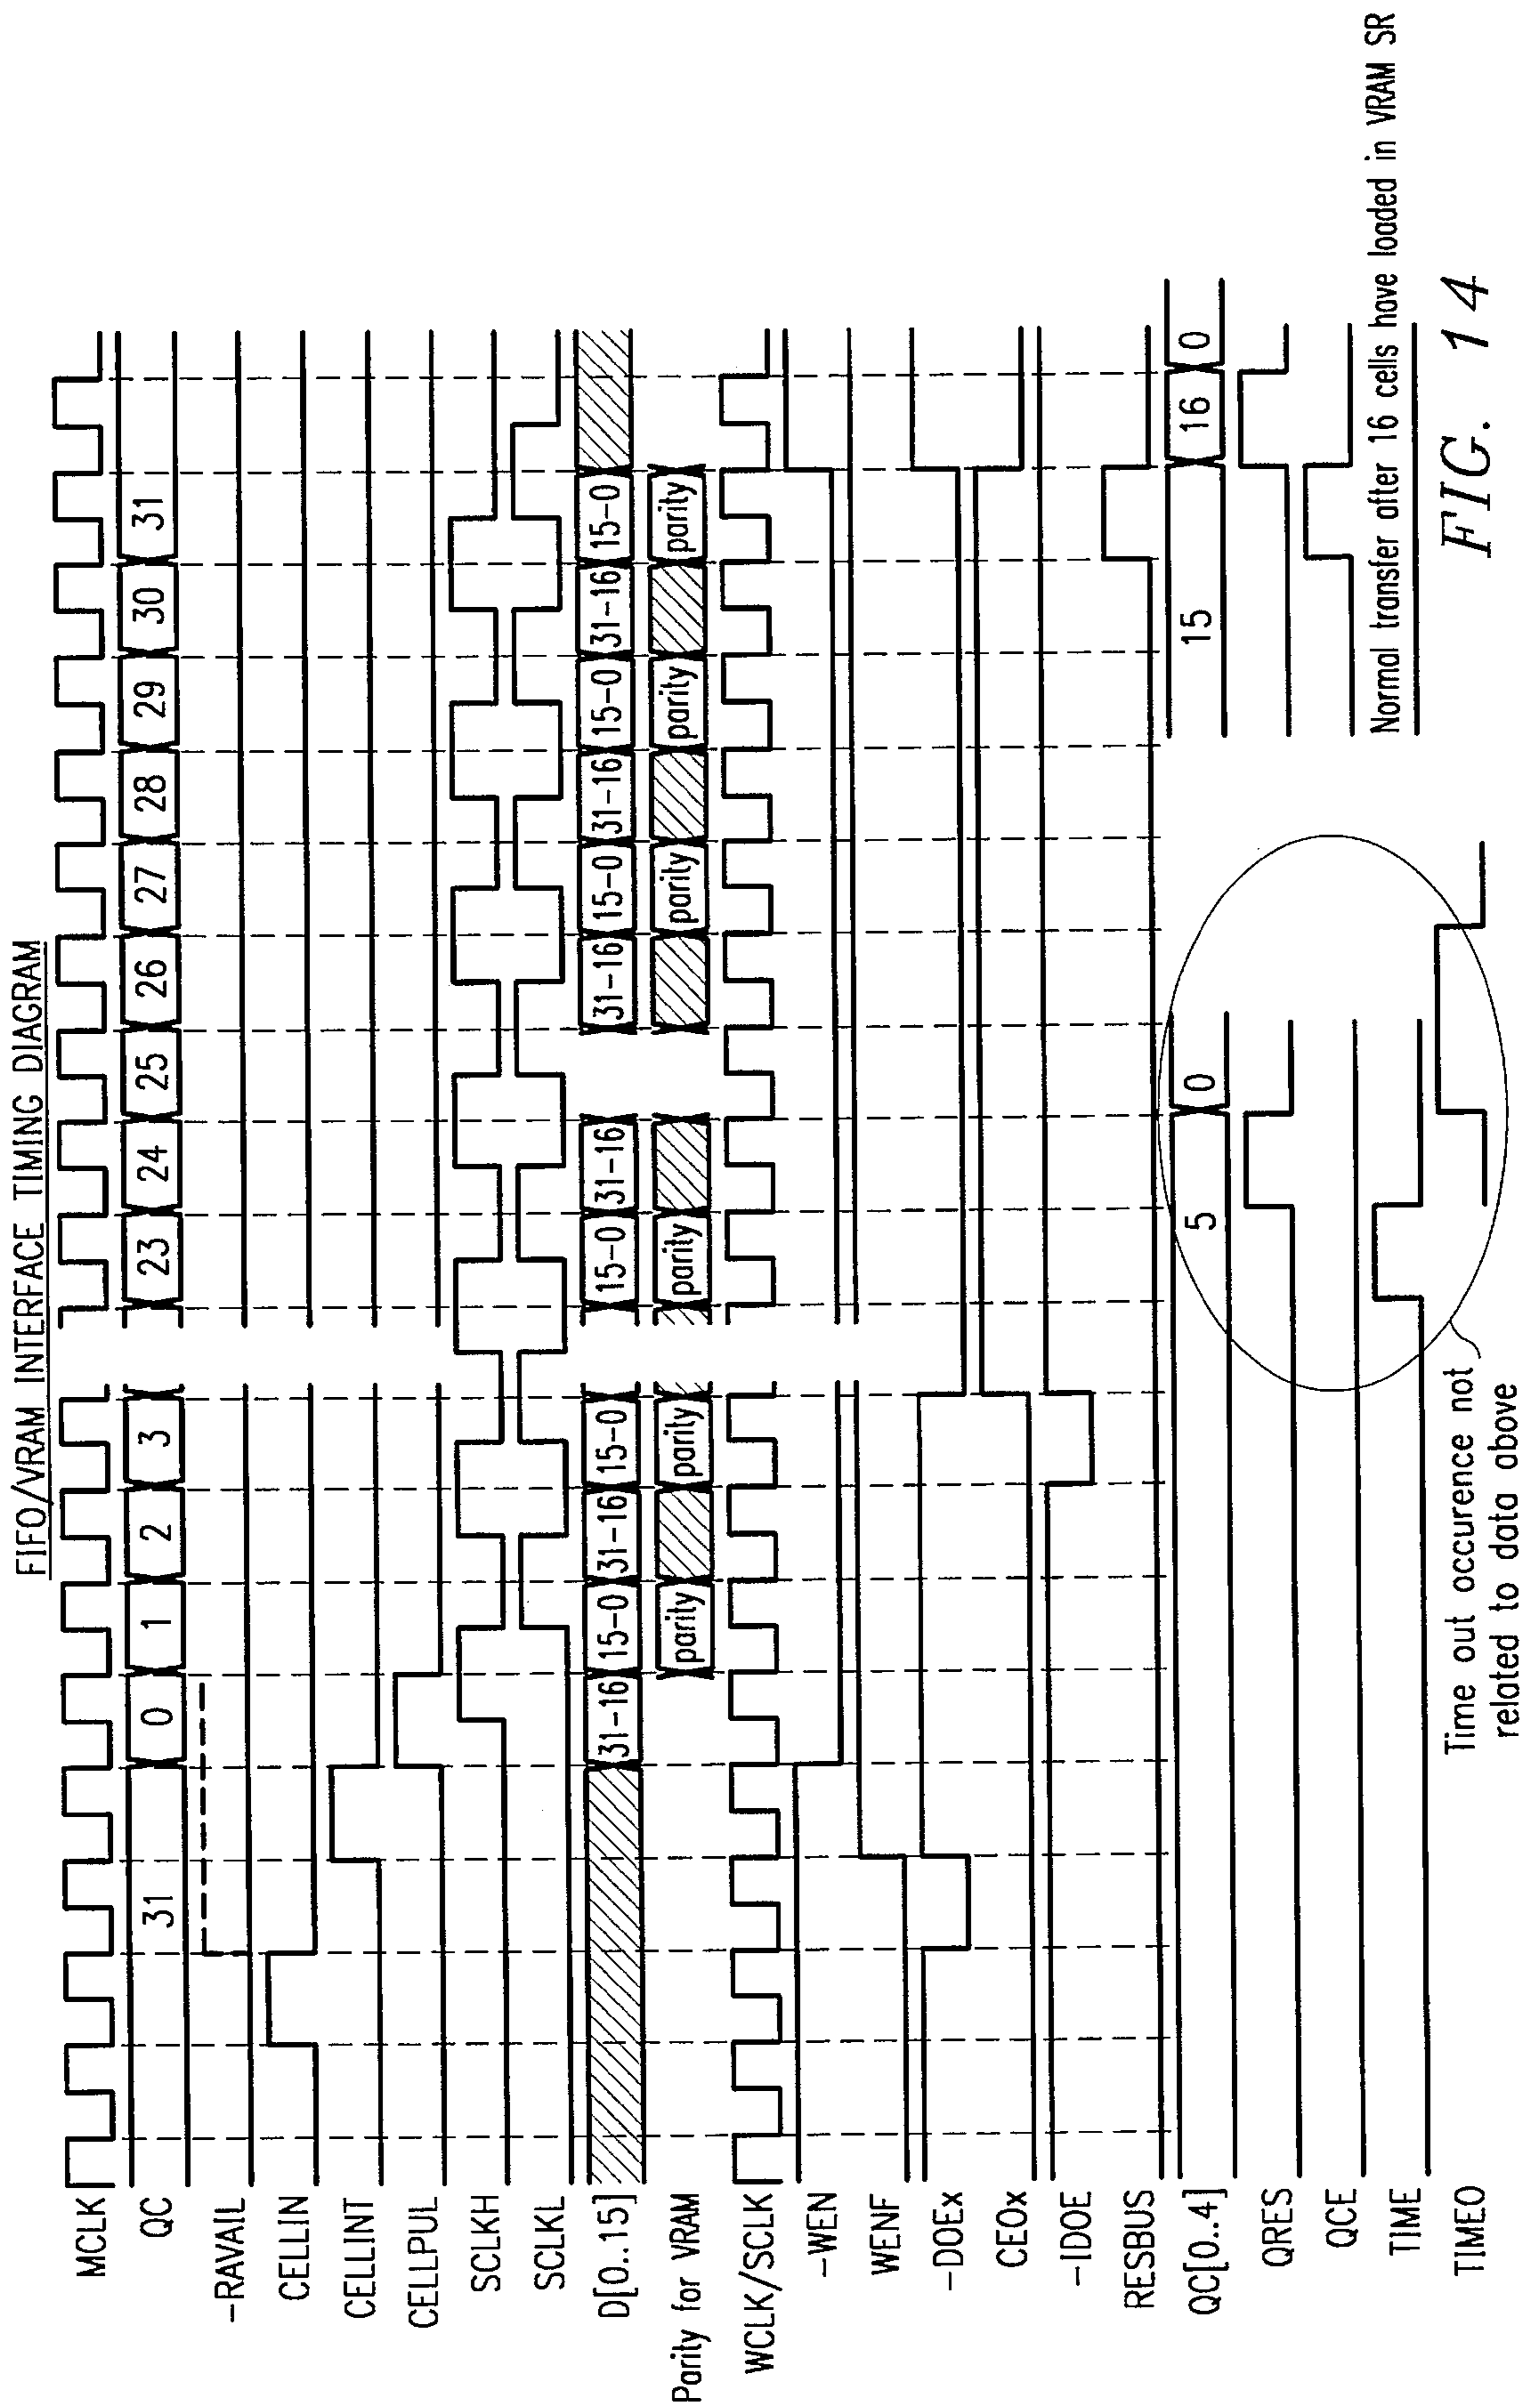 FIFO/VRAM INTERFACE TIMING DIAGRAM
MCLK
QC 31 0 1 2 3 23 24 25 26 27 28 29 30 31
-RAVAIL
CELLIN
CELLINT
CELLPUL
SCLKH
SCLKL
D[0..15] 31-16 15-0 31-16 15-0 15-0 31-16 31-16 15-0 31-16 15-0 31-16 15-0
Parity for VRAM parity parity parity parity parity parity
WCLK/SCLK
-WEN
WENF
-DOEx
CEOx
-IDOE
RESBUS
QC[0..4] 5 0 15 16 0
QRES
QCE
TIME
TIMEO
Normal transfer after 16 cells have loaded in VRAM SR
Time out occurence not
related to data above
FIG. 14